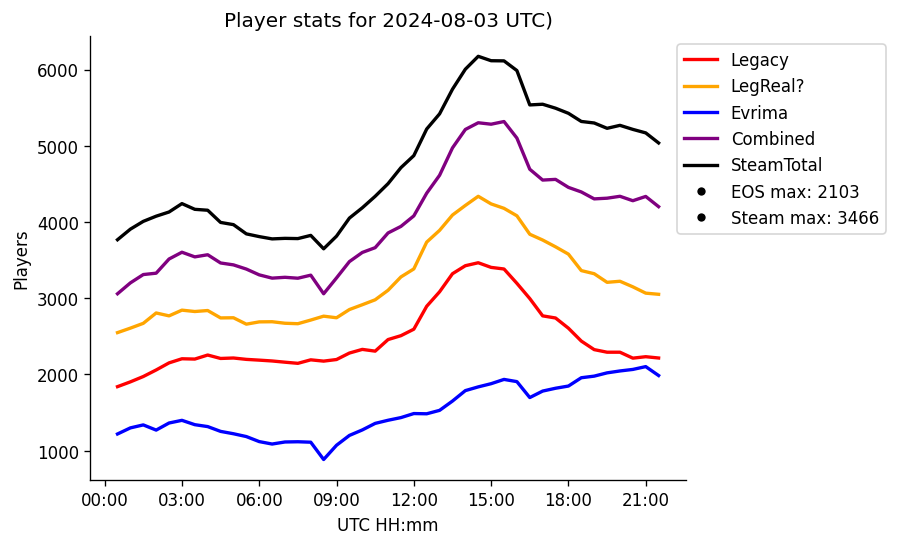 Player stats for 2024-08-03 UTC)
Legacy
LegReal?
Evrima
Combined
SteamTotal
EOS max: 2103
Steam max: 3466
Players
6000
5000
4000
3000
2000
1000
00:00 03:00 06:00 09:00 12:00 15:00 18:00 21:00
UTC HH:mm